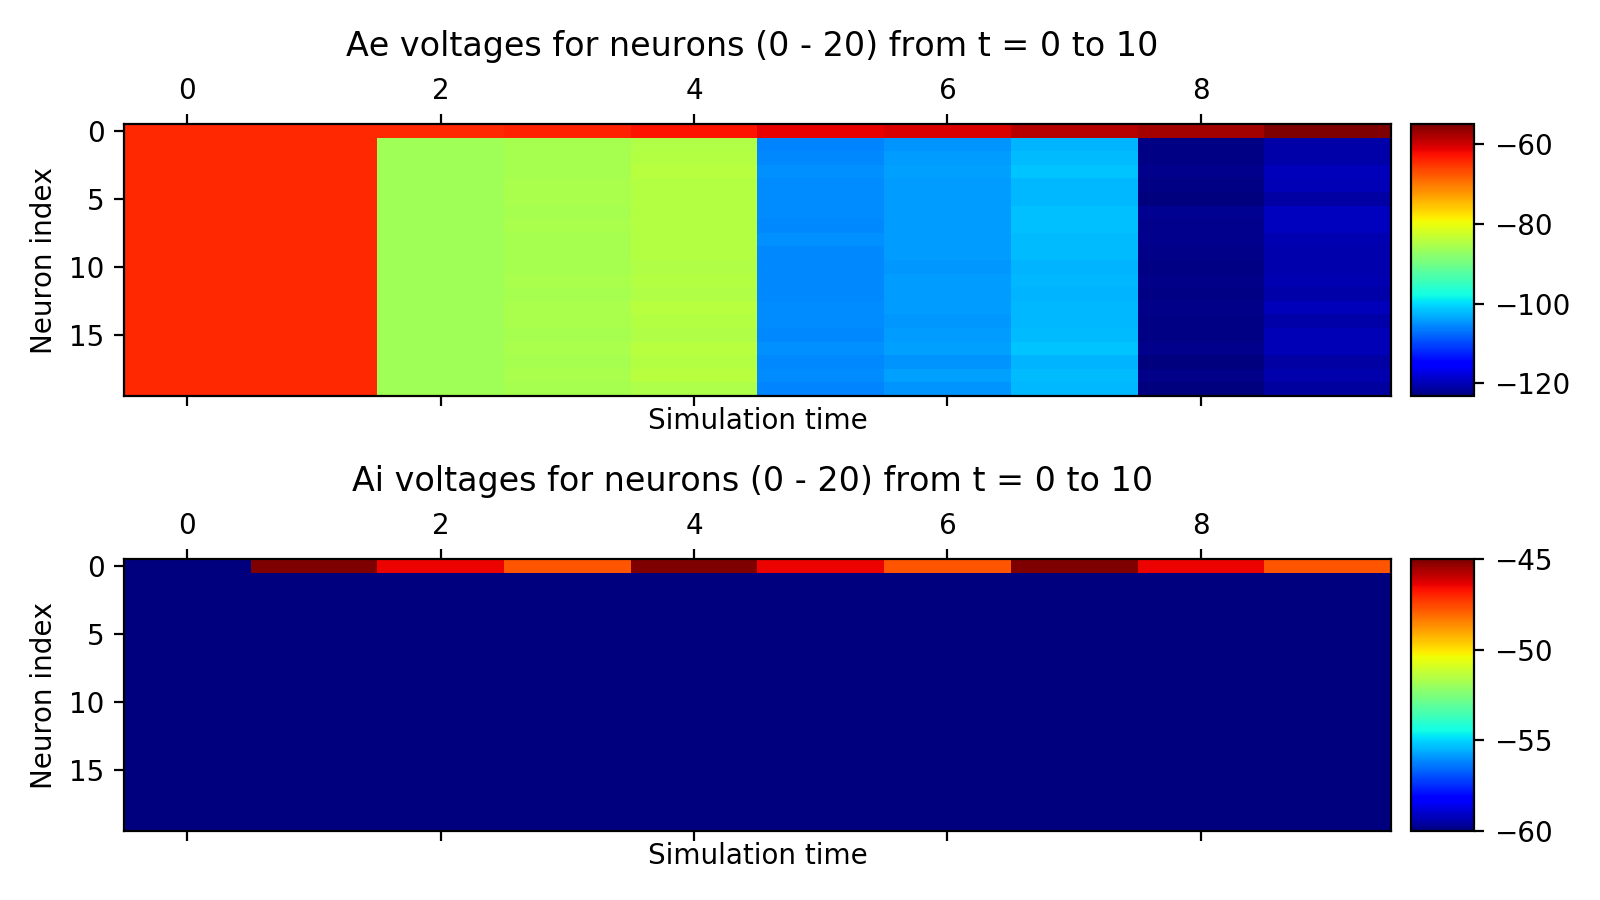 Ae voltages for neurons (0 - 20) from t = 0 to 10
0 2 4 6 8
0
5
10
15
Neuron index
Simulation time
−60
−80
−100
−120
Ai voltages for neurons (0 - 20) from t = 0 to 10
0 2 4 6 8
0
5
10
15
Neuron index
Simulation time
−45
−50
−55
−60